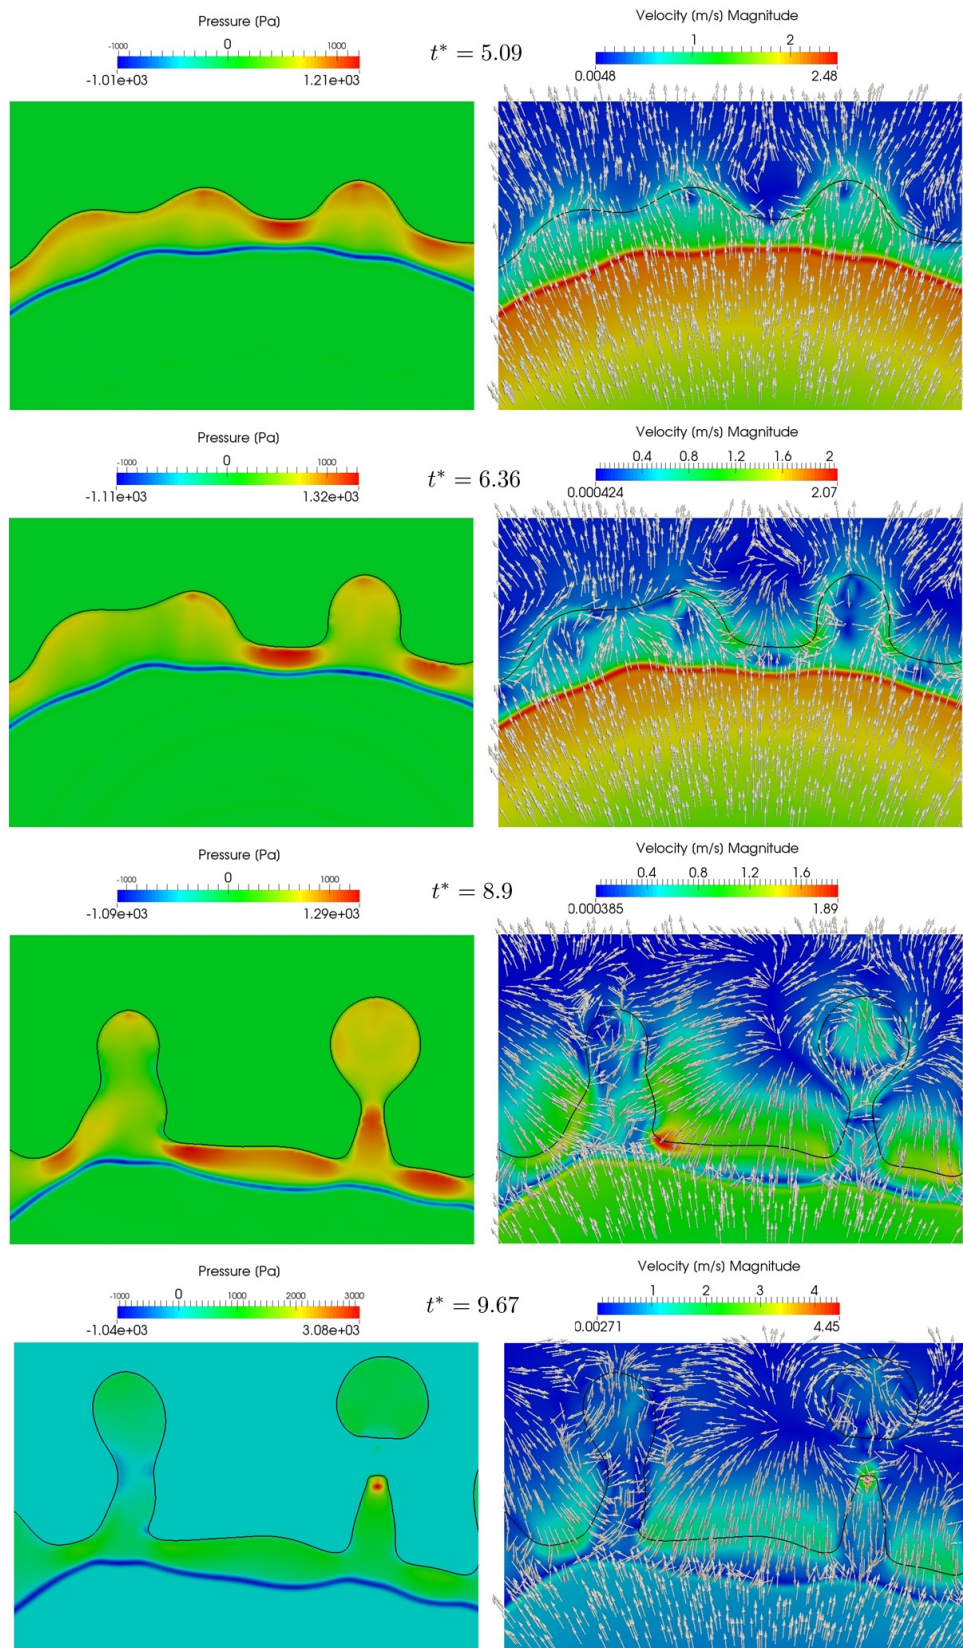 Pressure (Pa)
-1000 0 1000
-1.01e+03 1.21e+03
t* = 5.09
Velocity (m/s) Magnitude
1 2
0.0048 2.48
Pressure (Pa)
-1000 0 1000
-1.11e+03 1.32e+03
t* = 6.36
Velocity (m/s) Magnitude
0.4 0.8 1.2 1.6 2
0.000424 2.07
Pressure (Pa)
-1000 0 1000
-1.09e+03 1.29e+03
t* = 8.9
Velocity (m/s) Magnitude
0.4 0.8 1.2 1.6
0.000385 1.89
Pressure (Pa)
-1000 0 1000 2000 3000
-1.04e+03 3.08e+03
t* = 9.67
Velocity (m/s) Magnitude
1 2 3 4
0.00271 4.45